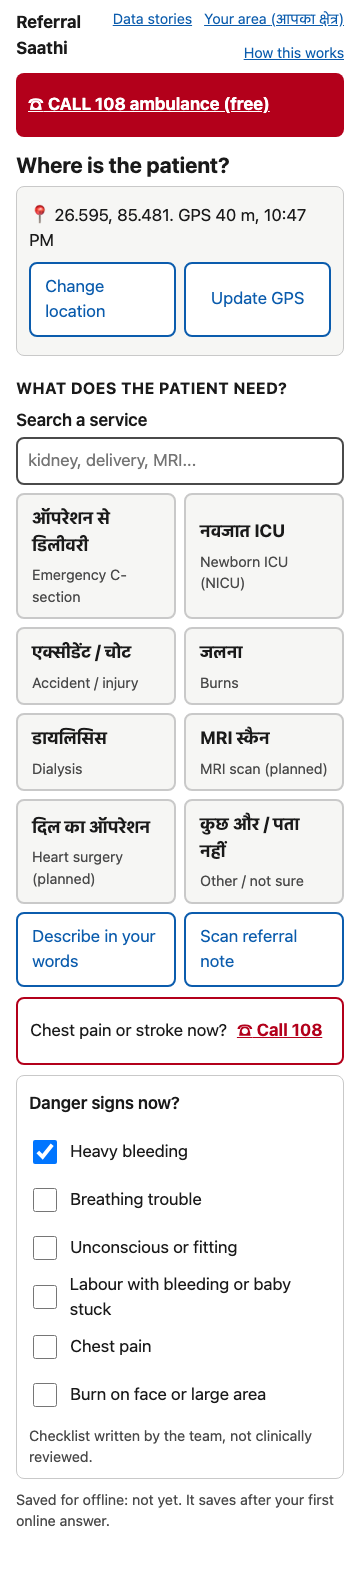 Referral Saathi
Data stories
Your area (आपका क्षेत्र)
How this works
☎ CALL 108 ambulance (free)
Where is the patient?
📍 26.595, 85.481. GPS 40 m, 10:47
PM
Change
location
Update GPS
WHAT DOES THE PATIENT NEED?
Search a service
kidney, delivery, MRI...
ऑपरेशन से
डिलीवरी
Emergency C-
section
नवजात ICU
Newborn ICU
(NICU)
एक्सीडेंट / चोट
Accident / injury
जलना
Burns
डायलिसिस
Dialysis
MRI स्कैन
MRI scan (planned)
दिल का ऑपरेशन
Heart surgery
(planned)
कुछ और / पता
नहीं
Other / not sure
Describe in your
words
Scan referral
note
Chest pain or stroke now? ☎ Call 108
Danger signs now?
Heavy bleeding
Breathing trouble
Unconscious or fitting
Labour with bleeding or baby
stuck
Chest pain
Burn on face or large area
Checklist written by the team, not clinically
reviewed.
Saved for offline: not yet. It saves after your first
online answer.